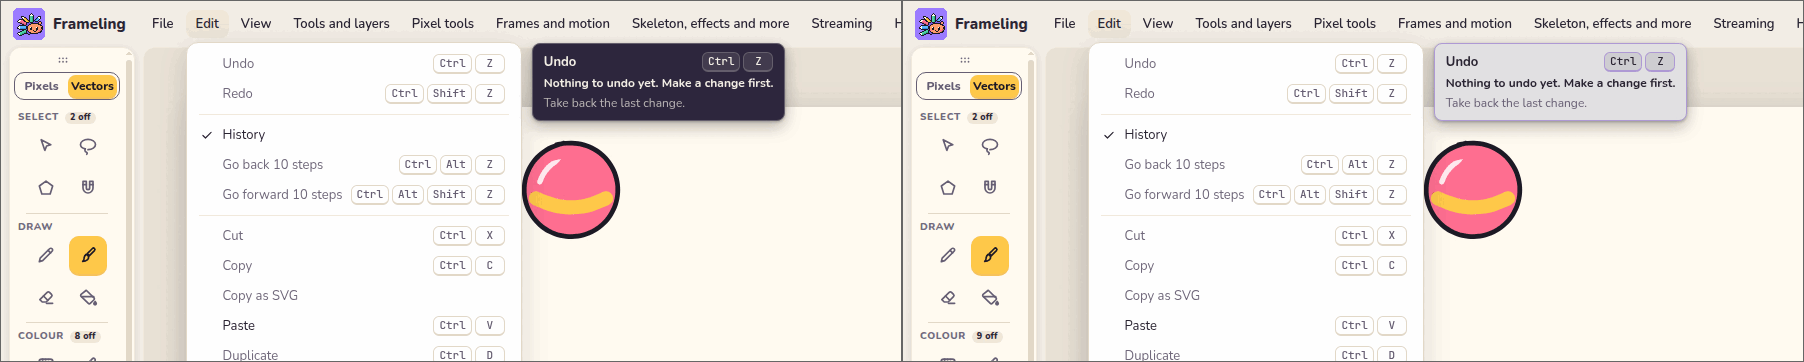 Frameling File Edit View Tools and layers Pixel tools Frames and motion Skeleton, effects and more Streaming
Pixels Vectors
SELECT 2 off
DRAW
COLOUR 8 off
Undo Ctrl Z
Redo Ctrl Shift Z
History
Go back 10 steps Ctrl Alt Z
Go forward 10 steps Ctrl Alt Shift Z
Cut Ctrl X
Copy Ctrl C
Copy as SVG
Paste Ctrl V
Duplicate Ctrl D
Undo Ctrl Z
Nothing to undo yet. Make a change first.
Take back the last change.
Frameling File Edit View Tools and layers Pixel tools Frames and motion Skeleton, effects and more Streaming
Pixels Vectors
SELECT 2 off
DRAW
COLOUR 9 off
Undo Ctrl Z
Redo Ctrl Shift Z
History
Go back 10 steps Ctrl Alt Z
Go forward 10 steps Ctrl Alt Shift Z
Cut Ctrl X
Copy Ctrl C
Copy as SVG
Paste Ctrl V
Duplicate Ctrl D
Undo Ctrl Z
Nothing to undo yet. Make a change first.
Take back the last change.